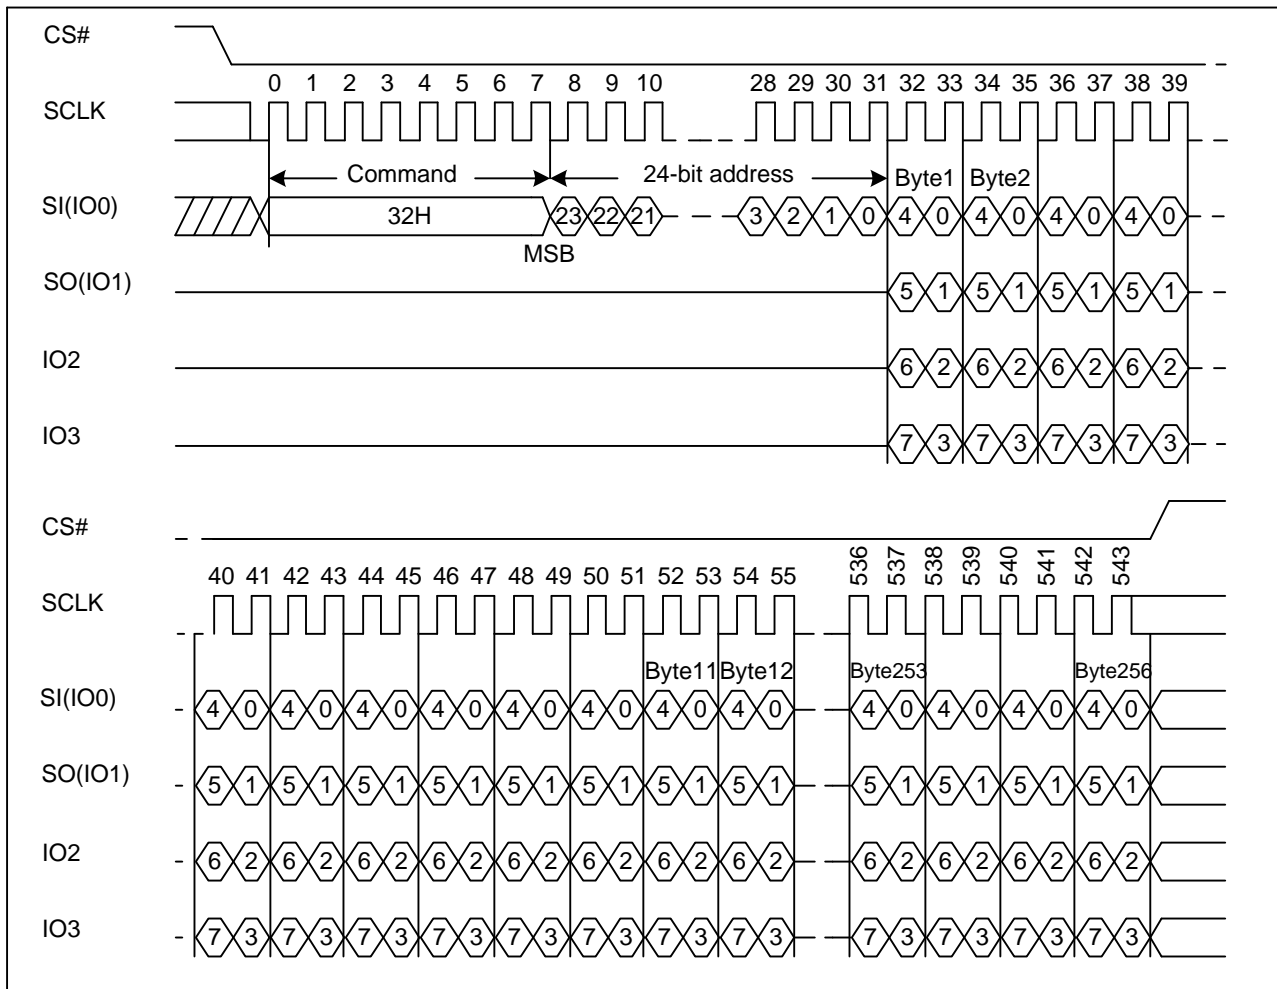 CS#
0 1 2 3 4 5 6 7 8 9 10 28 29 30 31 32 33 34 35 36 37 38 39
SCLK
Command 24-bit address Byte1 Byte2
SI(IO0) 32H 23 22 21 3 2 1 0 4 0 4 0 4 0 4 0
MSB
SO(IO1) 5 1 5 1 5 1 5 1
IO2 6 2 6 2 6 2 6 2
IO3 7 3 7 3 7 3 7 3
CS#
40 41 42 43 44 45 46 47 48 49 50 51 52 53 54 55 536 537 538 539 540 541 542 543
SCLK
Byte11 Byte12 Byte253 Byte256
SI(IO0) 4 0 4 0 4 0 4 0 4 0 4 0 4 0 4 0 4 0 4 0 4 0 4 0
SO(IO1) 5 1 5 1 5 1 5 1 5 1 5 1 5 1 5 1 5 1 5 1 5 1 5 1
IO2 6 2 6 2 6 2 6 2 6 2 6 2 6 2 6 2 6 2 6 2 6 2 6 2
IO3 7 3 7 3 7 3 7 3 7 3 7 3 7 3 7 3 7 3 7 3 7 3 7 3